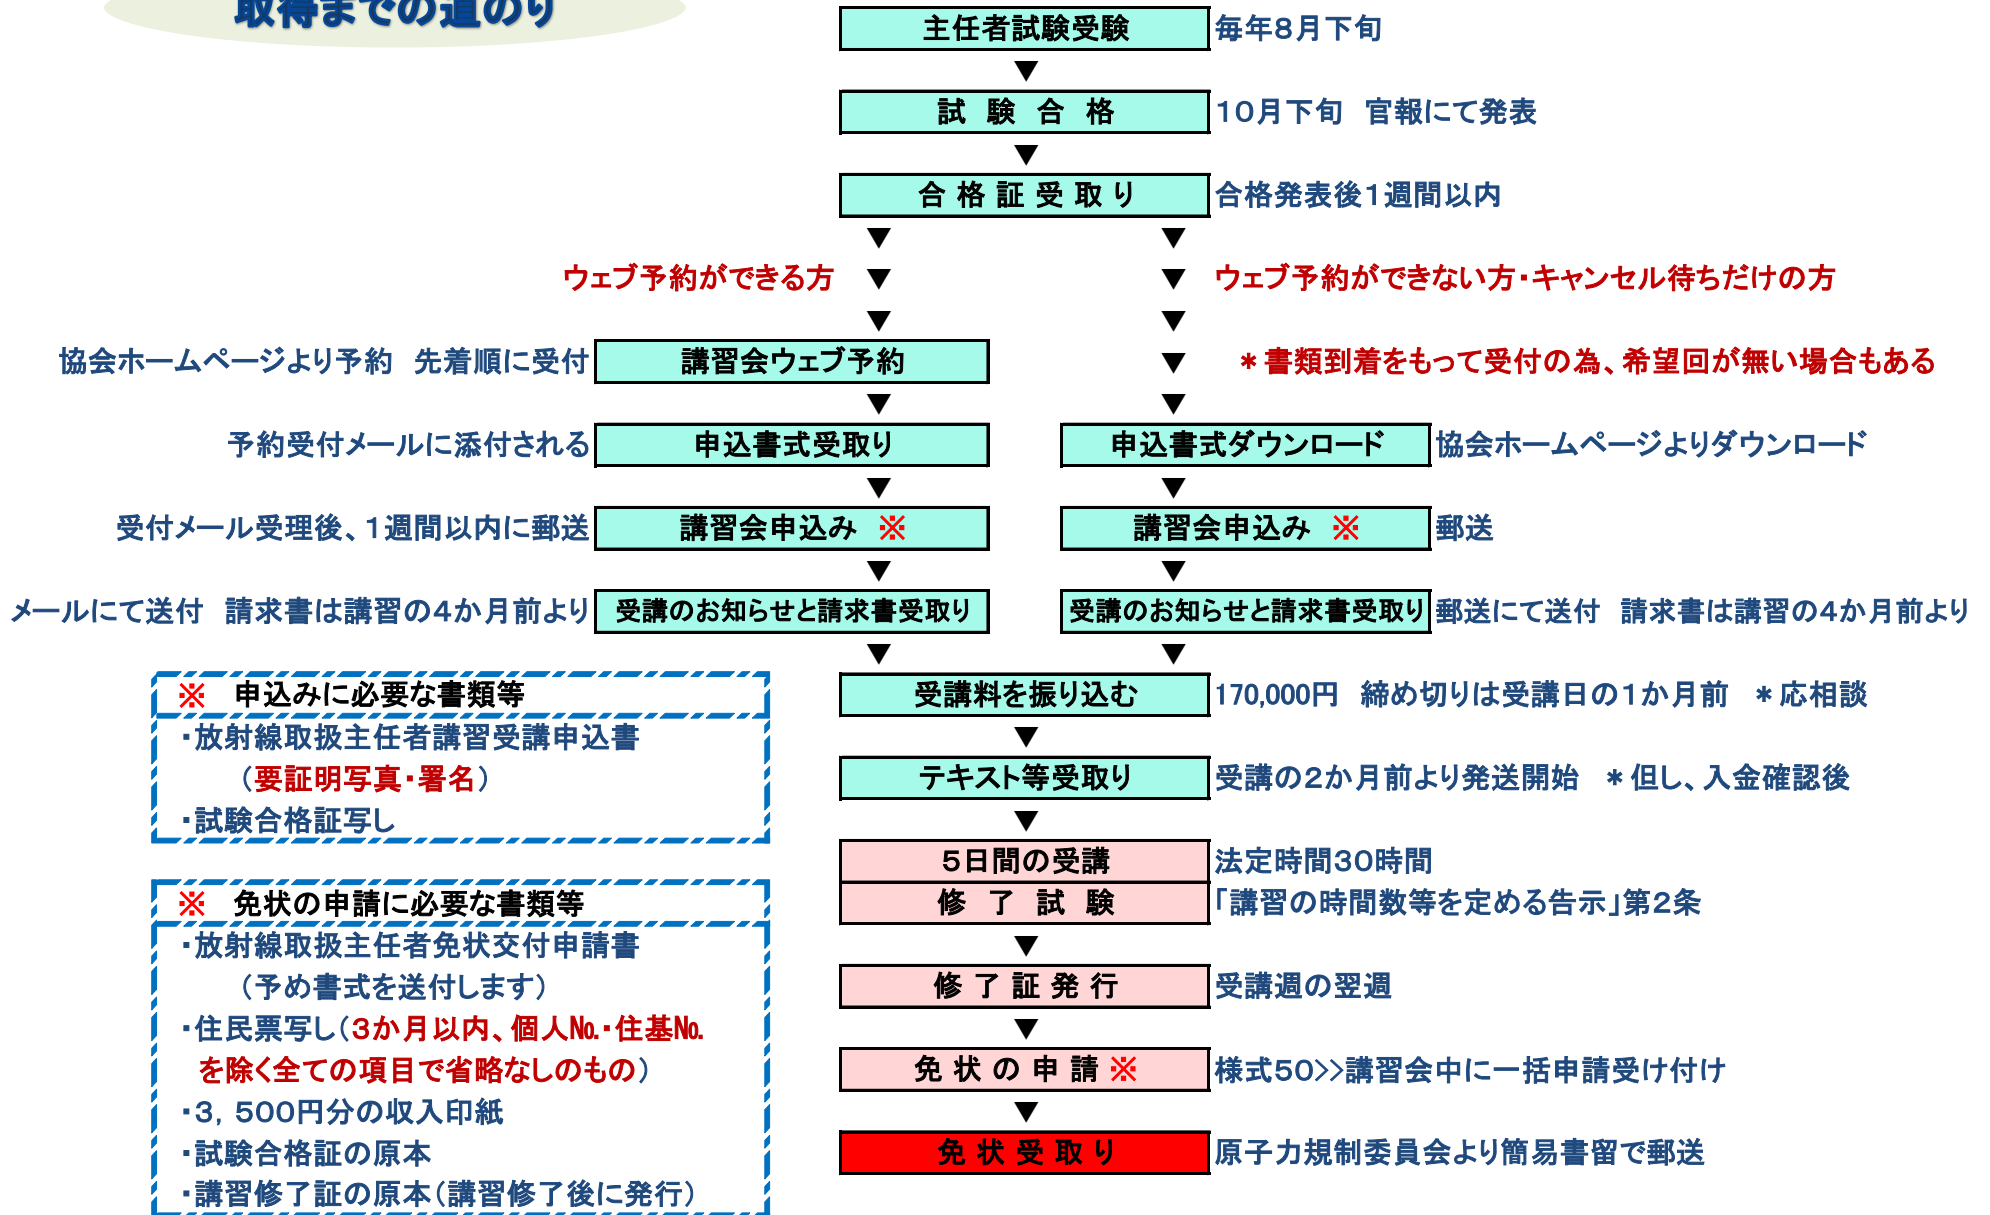 取得までの道のり
主任者試験受験 毎年8月下旬
試験合格 10月下旬 官報にて発表
合格証受取り 合格発表後1週間以内
ウェブ予約ができる方 ウェブ予約ができない方・キャンセル待ちだけの方
協会ホームページより予約 先着順に受付 講習会ウェブ予約 *書類到着をもって受付の為、希望回が無い場合もある
予約受付メールに添付される 申込書式受取り 申込書式ダウンロード 協会ホームページよりダウンロード
受付メール受理後、1週間以内に郵送 講習会申込み ※ 講習会申込み ※ 郵送
メールにて送付 請求書は講習の4か月前より 受講のお知らせと請求書受取り 受講のお知らせと請求書受取り 郵送にて送付 請求書は講習の4か月前より
受講料を振り込む 170,000円 締め切りは受講日の1か月前 *応相談
テキスト等受取り 受講の2か月前より発送開始 *但し、入金確認後
5日間の受講 法定時間30時間
修了試験 「講習の時間数等を定める告示」第2条
修了証発行 受講週の翌週
免状の申請※ 様式50>>講習会中に一括申請受け付け
免状受取り 原子力規制委員会より簡易書留で郵送
※ 申込みに必要な書類等
・放射線取扱主任者講習受講申込書
(要証明写真・署名)
・試験合格証写し
※ 免状の申請に必要な書類等
・放射線取扱主任者免状交付申請書
(予め書式を送付します)
・住民票写し(3か月以内、個人№・住基№
を除く全ての項目で省略なしのもの)
・3,500円分の収入印紙
・試験合格証の原本
・講習修了証の原本(講習修了後に発行)